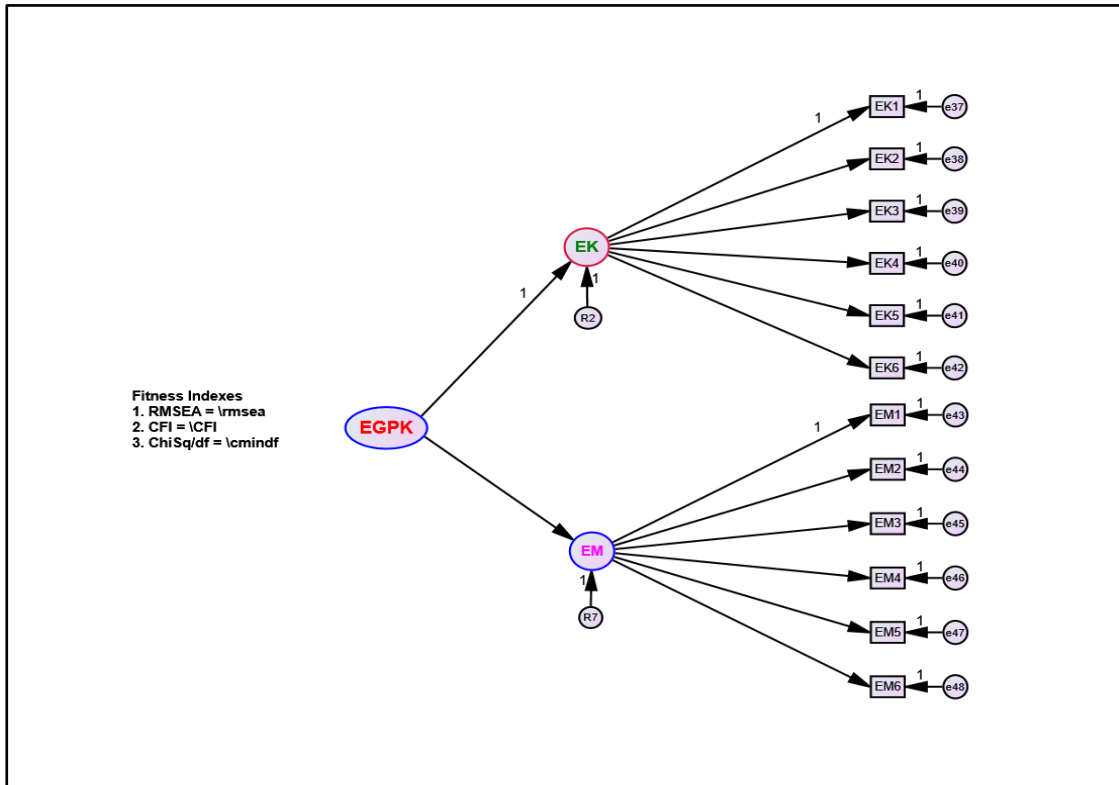 1 EK1 1 e37
EK2 1 e38
EK3 1 e39
EK4 1 e40
EK5 1 e41
EK6 1 e42
EK
1
1
R2
Fitness Indexes
1. RMSEA = \rmsea
2. CFI = \CFI
3. ChiSq/df = \cmindf
EGPK
1 EM1 1 e43
EM2 1 e44
EM3 1 e45
EM4 1 e46
EM5 1 e47
EM6 1 e48
EM
1
R7